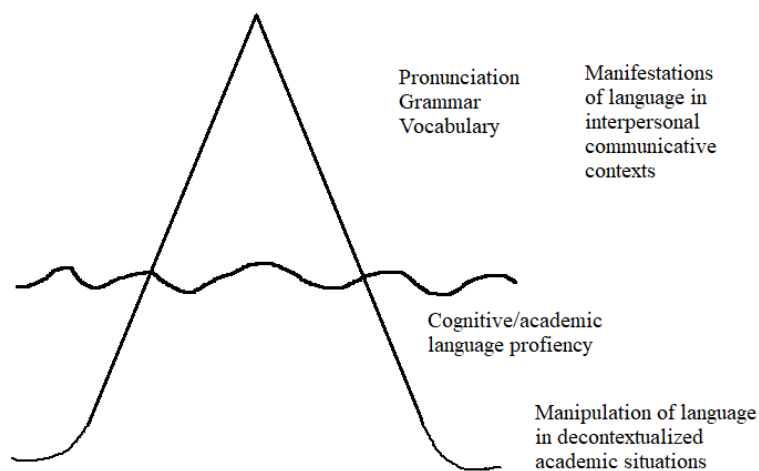 Pronunciation
Grammar
Vocabulary
Manifestations
of language in
interpersonal
communicative
contexts
Cognitive/academic
language profiency
Manipulation of language
in decontextualized
academic situations